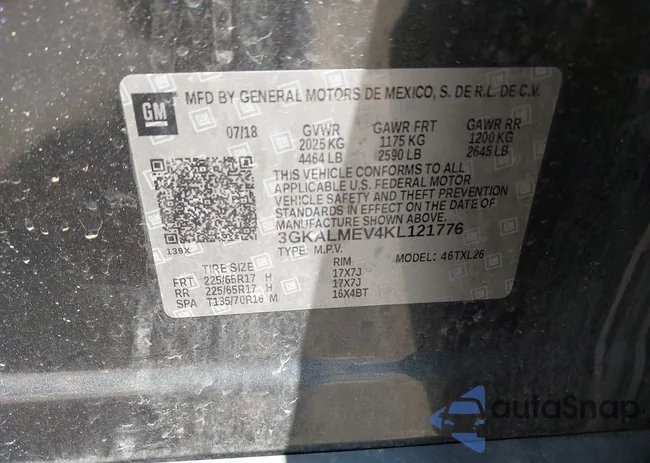 GM
MFD BY GENERAL MOTORS DE MEXICO, S. DE R.L. DE C.V.
07/18 GVWR GAWR FRT GAWR RR
2025 KG 1175 KG 1200 KG
4464 LB 2590 LB 2645 LB
THIS VEHICLE CONFORMS TO ALL
APPLICABLE U.S. FEDERAL MOTOR
VEHICLE SAFETY AND THEFT PREVENTION
STANDARDS IN EFFECT ON THE DATE OF
MANUFACTURE SHOWN ABOVE.
3GKALMEV4KL121776
139X TYPE: M.P.V. MODEL: 46TXL26
TIRE SIZE RIM
FRT 225/65R17 H 17X7J
RR 225/65R17 H 17X7J
SPA T135/70R16 M 16X4BT
autoSnap